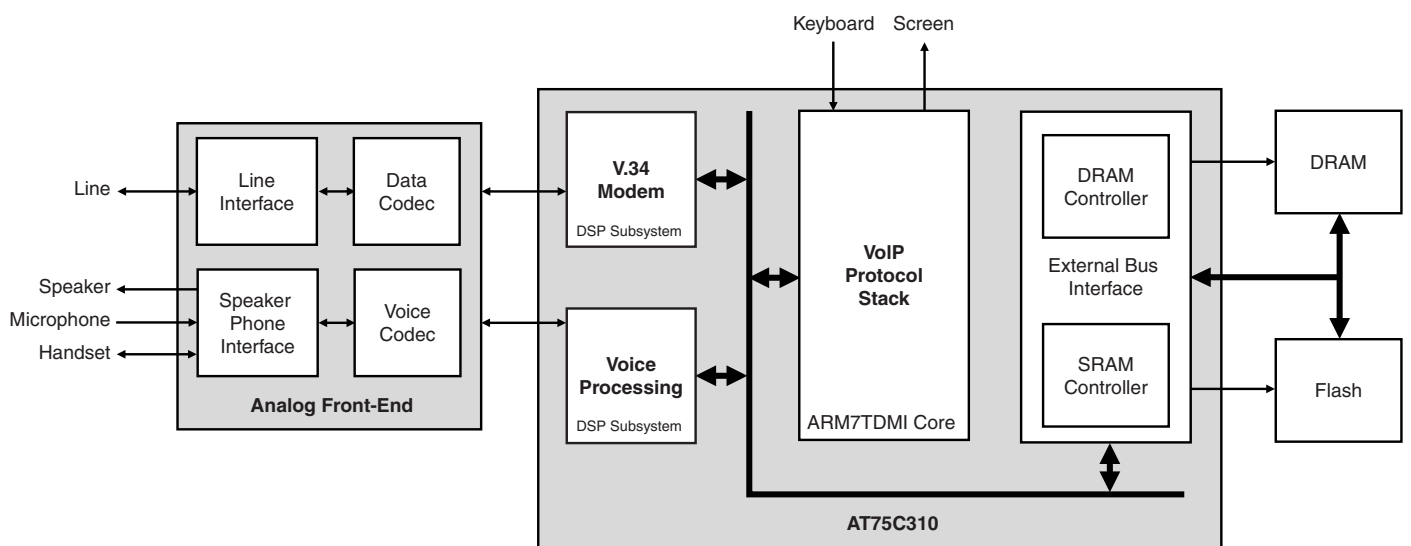 Keyboard
Screen
Line
Speaker
Microphone
Handset
Line
Interface
Data
Codec
Speaker
Phone
Interface
Voice
Codec
Analog Front-End
V.34
Modem
DSP Subsystem
Voice
Processing
DSP Subsystem
VoIP
Protocol
Stack
ARM7TDMI Core
DRAM
Controller
External Bus
Interface
SRAM
Controller
AT75C310
DRAM
Flash